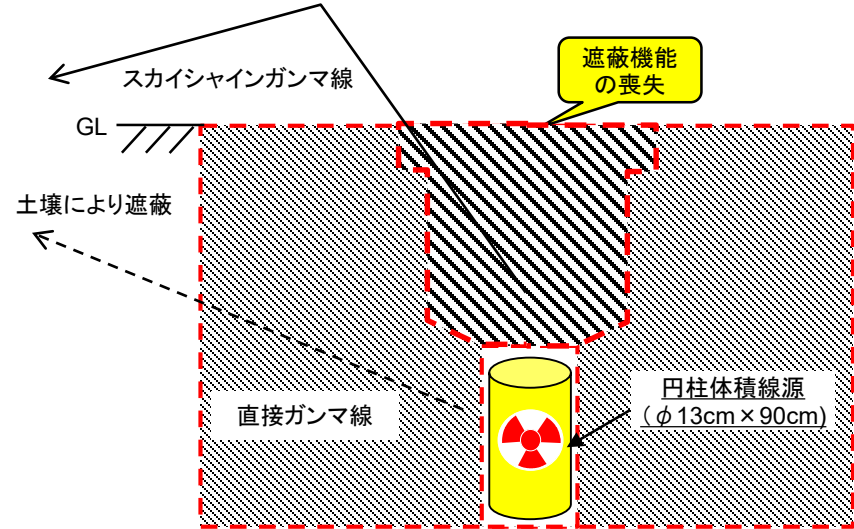 スカイシャインガンマ線
遮蔽機能
の喪失
GL
土壌により遮蔽
直接ガンマ線
円柱体積線源
(φ13cm×90cm)